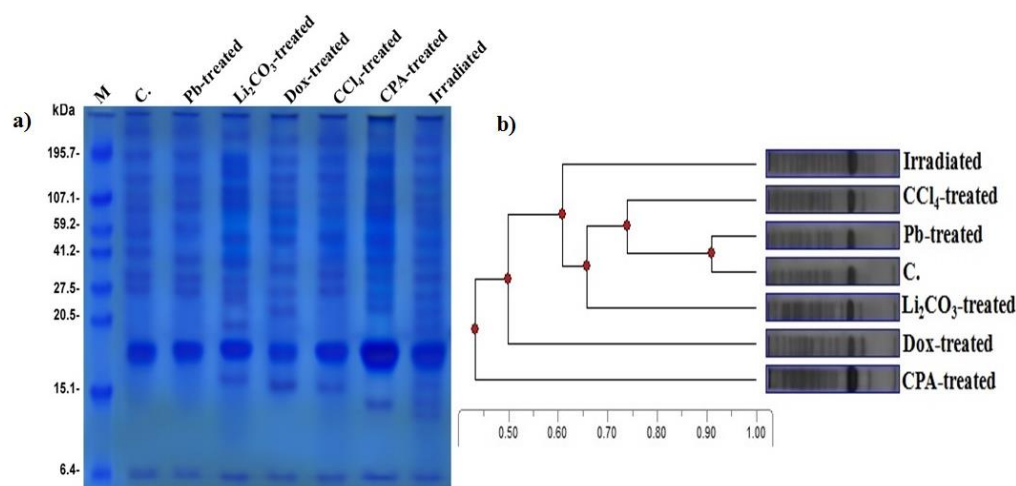 a)
kDa
M
C.
Pb-treated
Li₂CO₃-treated
Dox-treated
CCl₄-treated
CPA-treated
Irradiated
195.7-
107.1-
59.2-
41.2-
27.5-
20.5-
15.1-
6.4-
b)
Irradiated
CCl₄-treated
Pb-treated
C.
Li₂CO₃-treated
Dox-treated
CPA-treated
0.50 0.60 0.70 0.80 0.90 1.00